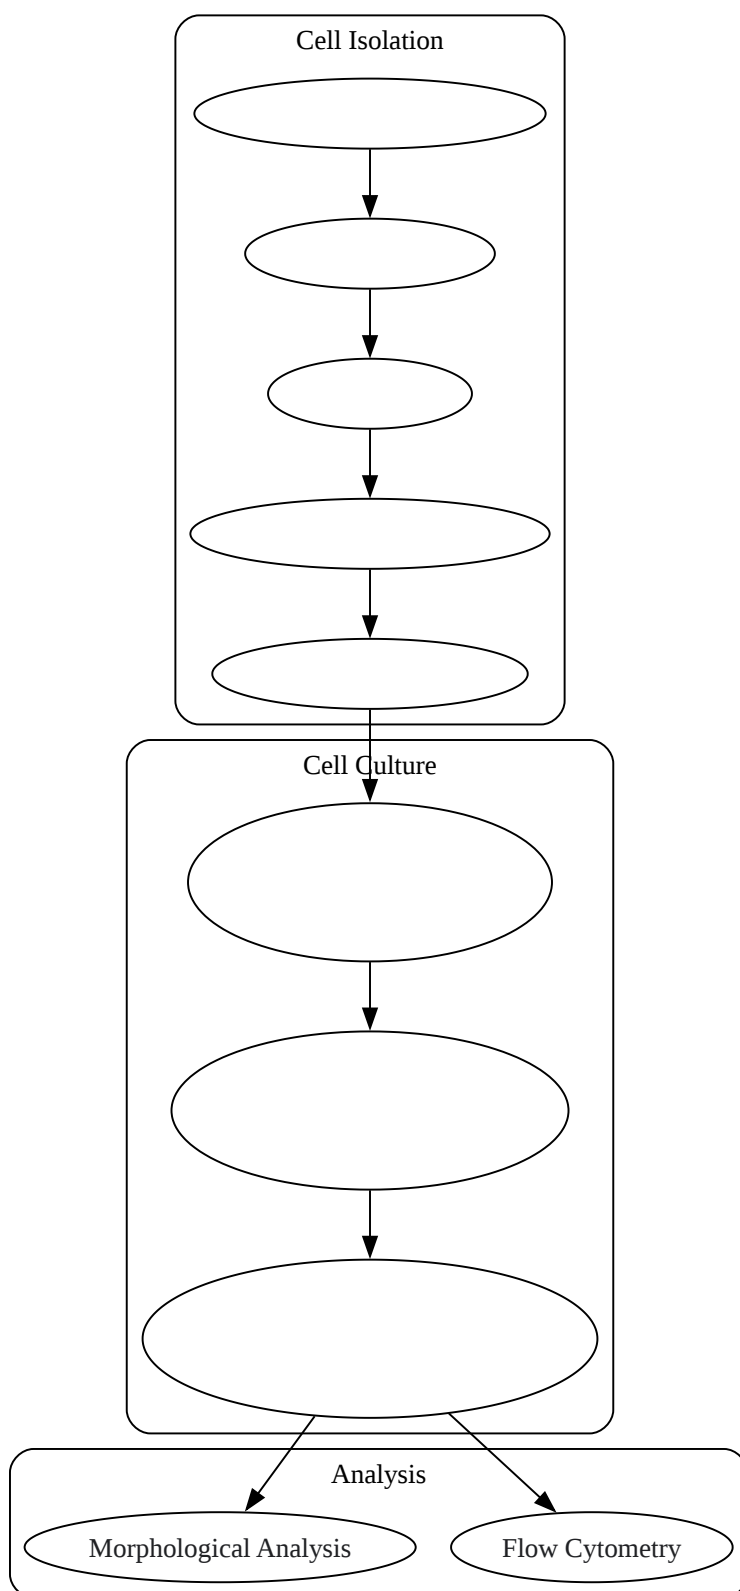 Cell Isolation
Cell Culture
Analysis
Morphological Analysis
Flow Cytometry